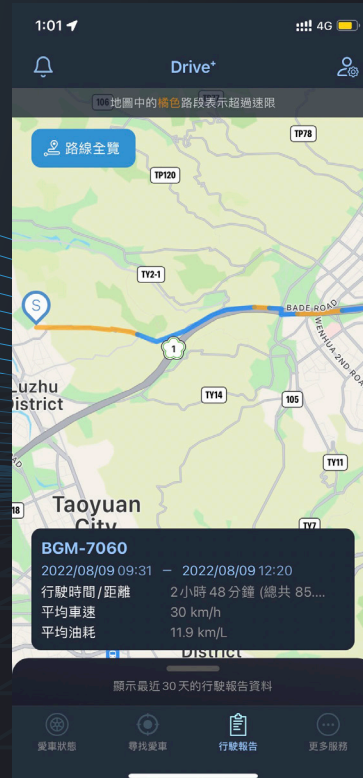 1:01
4G
Drive+
106
地圖中的橘色路段表示超過速限
路線全覽
TP78
TP120
TY2-1
S
BADE ROAD
WENHUA 2ND ROA
1
Luzhu
istrict
TY14
105
TY11
18
Taoyuan
City
TY7
BGM-7060
2022/08/09 09:31 – 2022/08/09 12:20
行駛時間/距離 2小時48分鐘 (總共 85....
平均車速 30 km/h
平均油耗 11.9 km/L
District
顯示最近30天的行駛報告資料
愛車狀態
尋找愛車
行駛報告
更多服務